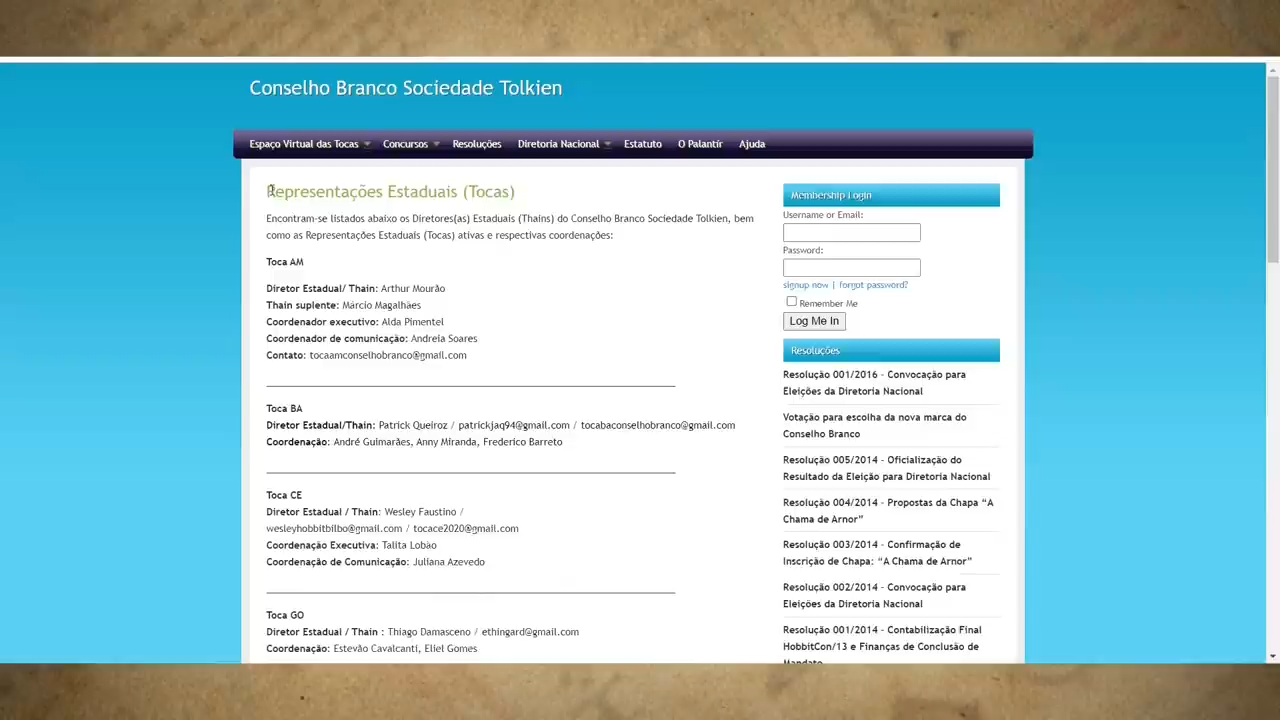 Conselho Branco Sociedade Tolkien
Espaço Virtual das Tocas Concursos Resoluções Diretoria Nacional Estatuto O Palantír Ajuda
Representações Estaduais (Tocas)
Encontram-se listados abaixo os Diretores(as) Estaduais (Thains) do Conselho Branco Sociedade Tolkien, bem
como as Representações Estaduais (Tocas) ativas e respectivas coordenações:
Toca AM
Diretor Estadual/ Thain: Arthur Mourão
Thain suplente: Márcio Magalhães
Coordenador executivo: Alda Pimentel
Coordenador de comunicação: Andreia Soares
Contato: tocaamconselhobranco@gmail.com
Toca BA
Diretor Estadual/Thain: Patrick Queiroz / patrickjaq94@gmail.com / tocabaconselhobranco@gmail.com
Coordenação: André Guimarães, Anny Miranda, Frederico Barreto
Toca CE
Diretor Estadual / Thain: Wesley Faustino /
wesleyhobbitbilbo@gmail.com / tocace2020@gmail.com
Coordenação Executiva: Talita Lobão
Coordenação de Comunicação: Juliana Azevedo
Toca GO
Diretor Estadual / Thain : Thiago Damasceno / ethingard@gmail.com
Coordenação: Estevão Cavalcanti, Eliel Gomes
Membership Login
Username or Email:
Password:
signup now | forgot password?
Remember Me
Log Me In
Resoluções
Resolução 001/2016 – Convocação para
Eleições da Diretoria Nacional
Votação para escolha da nova marca do
Conselho Branco
Resolução 005/2014 – Oficialização do
Resultado da Eleição para Diretoria Nacional
Resolução 004/2014 – Propostas da Chapa “A
Chama de Arnor”
Resolução 003/2014 – Confirmação de
Inscrição de Chapa: “A Chama de Arnor”
Resolução 002/2014 – Convocação para
Eleições da Diretoria Nacional
Resolução 001/2014 – Contabilização Final
HobbitCon/13 e Finanças de Conclusão de
Mandato